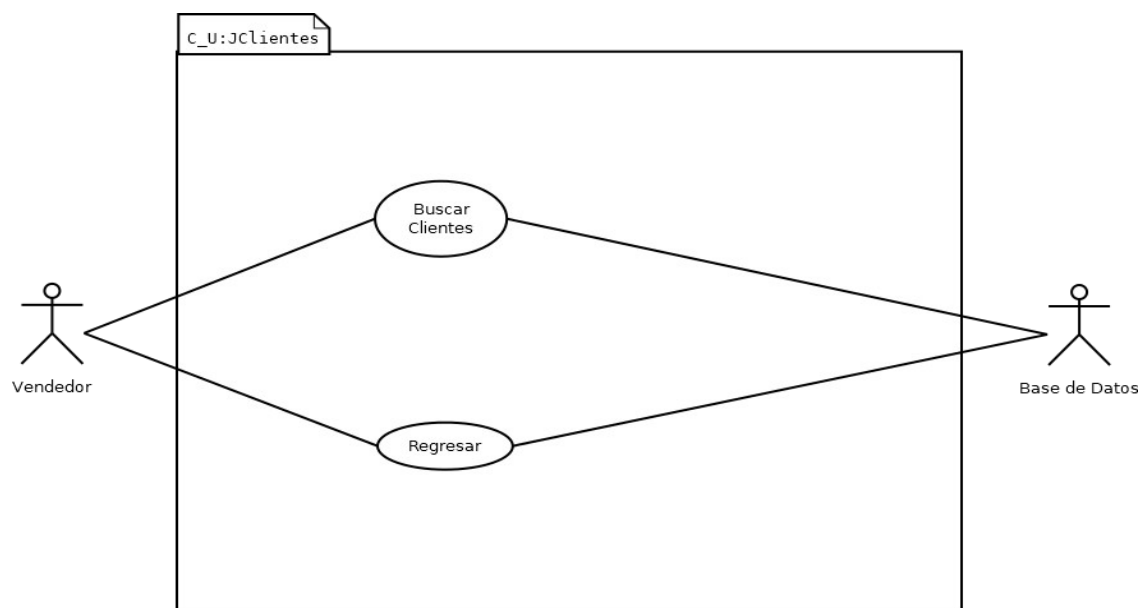 C_U:JClientes
Buscar
Clientes
Vendedor
Base de Datos
Regresar